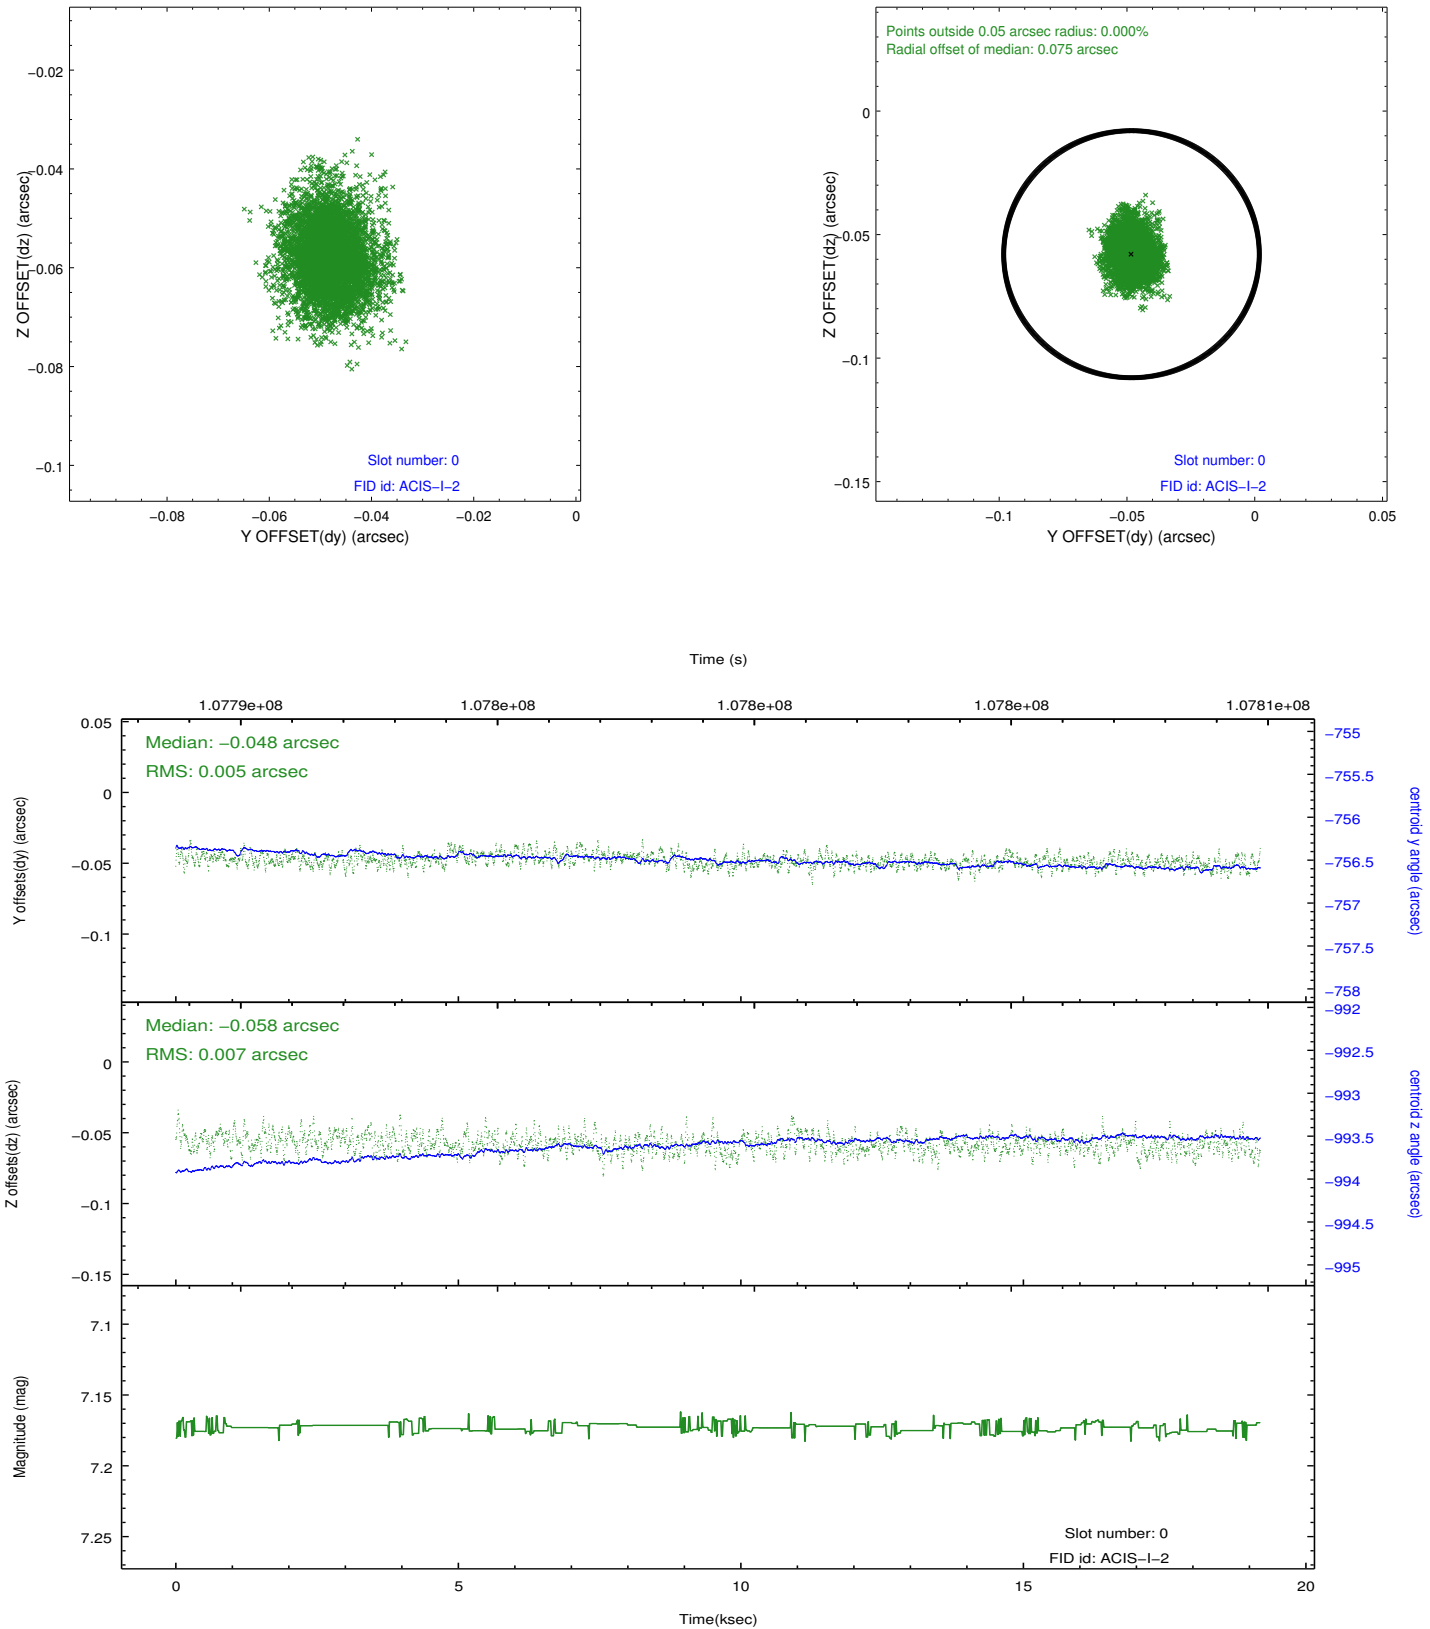 −0.02
−0.04
−0.06
−0.08
−0.1
Z OFFSET(dz) (arcsec)
Slot number: 0
FID id: ACIS−I−2
−0.08
−0.06
−0.04
−0.02
0
Y OFFSET(dy) (arcsec)
Points outside 0.05 arcsec radius: 0.000%
Radial offset of median: 0.075 arcsec
0
−0.05
−0.1
−0.15
Z OFFSET(dz) (arcsec)
Slot number: 0
FID id: ACIS−I−2
−0.1
−0.05
0
0.05
Y OFFSET(dy) (arcsec)
Time (s)
1.0779e+08
1.078e+08
1.078e+08
1.078e+08
1.0781e+08
Median: −0.048 arcsec
RMS: 0.005 arcsec
0.05
0
−0.05
−0.1
Y offsets(dy) (arcsec)
−755
−755.5
−756
−756.5
−757
−757.5
−758
centroid y angle (arcsec)
Median: −0.058 arcsec
RMS: 0.007 arcsec
0
−0.05
−0.1
−0.15
Z offsets(dz) (arcsec)
−992
−992.5
−993
−993.5
−994
−994.5
−995
centroid z angle (arcsec)
7.1
7.15
7.2
7.25
Magnitude (mag)
Slot number: 0
FID id: ACIS−I−2
0
5
10
15
20
Time(ksec)